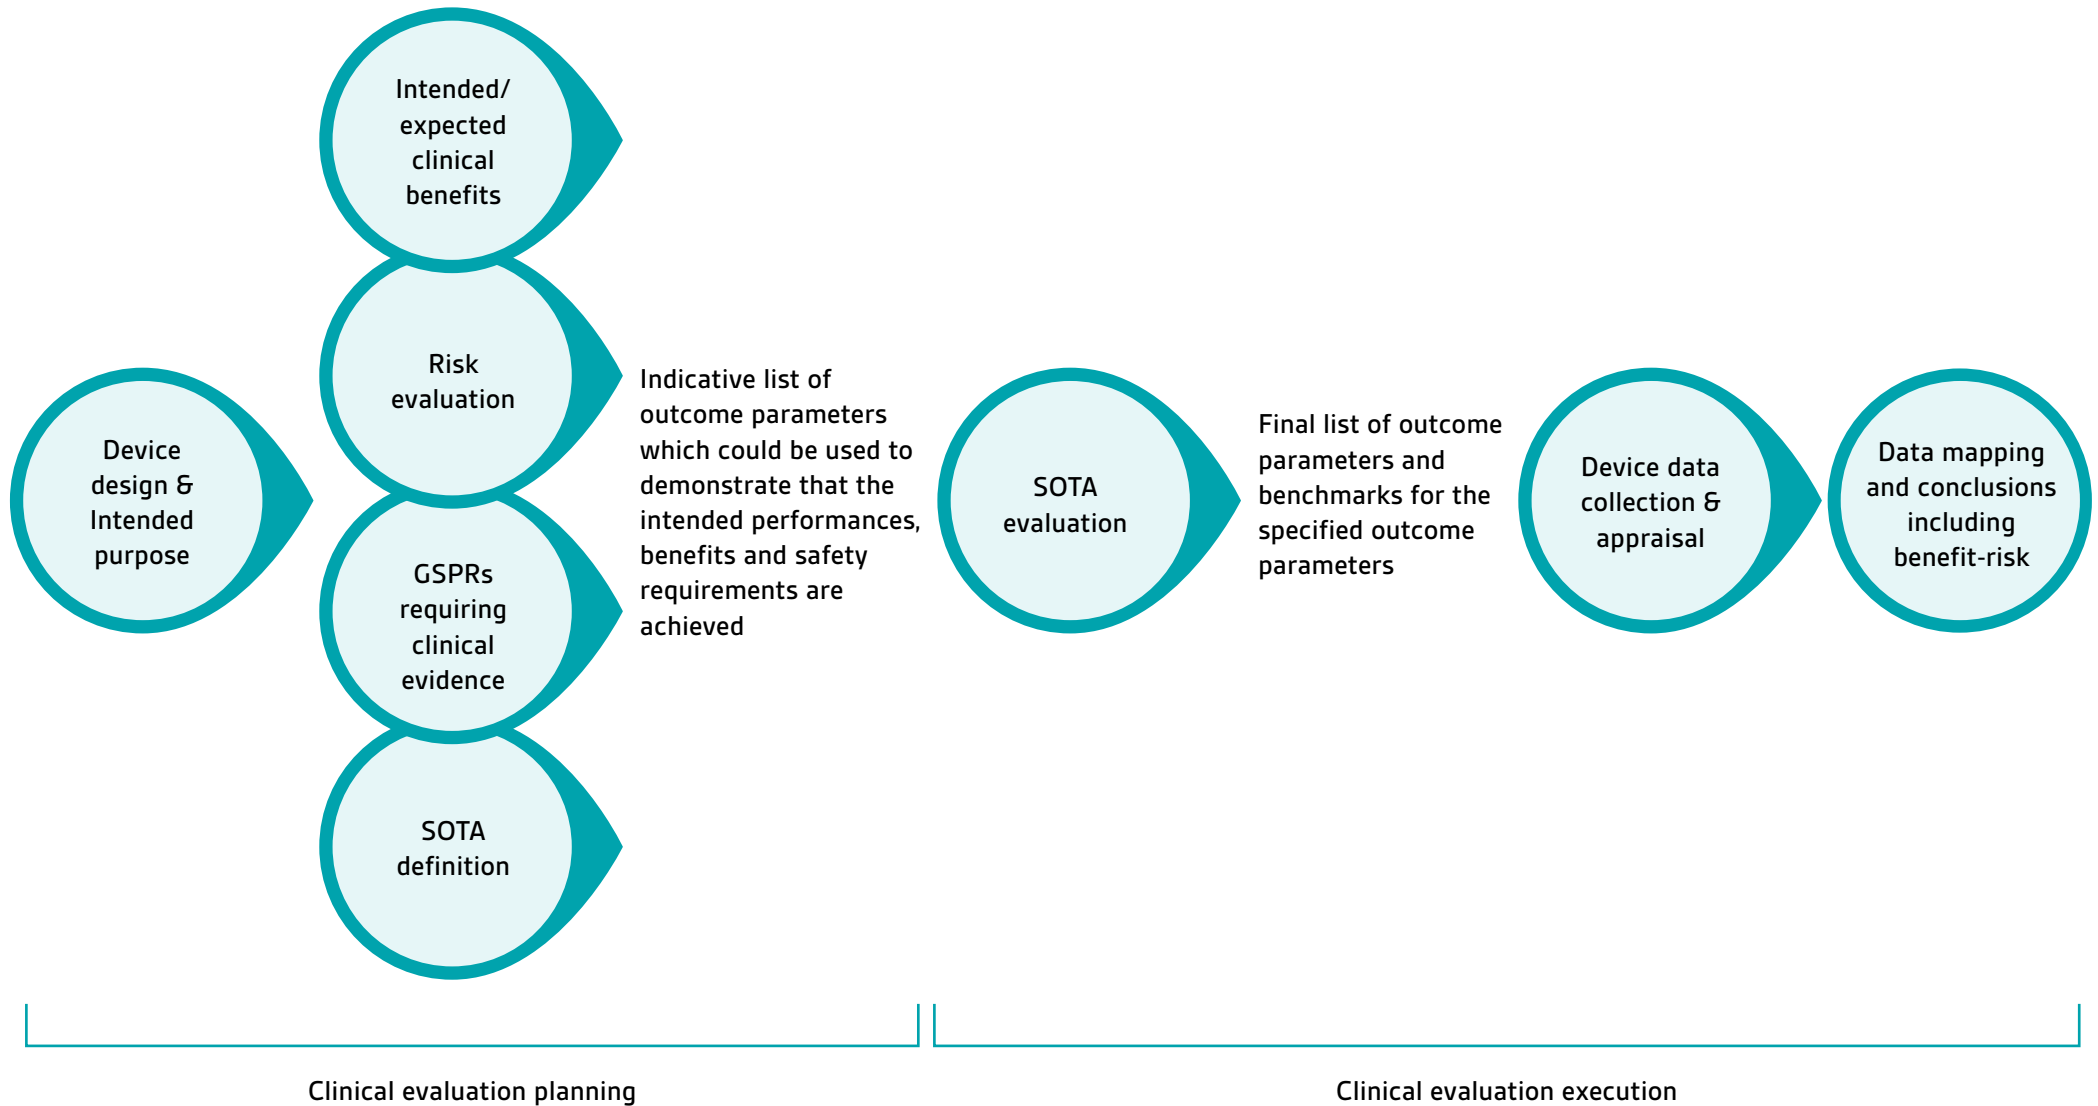 Device
design &
Intended
purpose
Intended/
expected
clinical
benefits
Risk
evaluation
GSPRs
requiring
clinical
evidence
SOTA
definition
Indicative list of
outcome parameters
which could be used to
demonstrate that the
intended performances,
benefits and safety
requirements are
achieved
SOTA
evaluation
Final list of outcome
parameters and
benchmarks for the
specified outcome
parameters
Device data
collection &
appraisal
Data mapping
and conclusions
including
benefit-risk
Clinical evaluation planning
Clinical evaluation execution